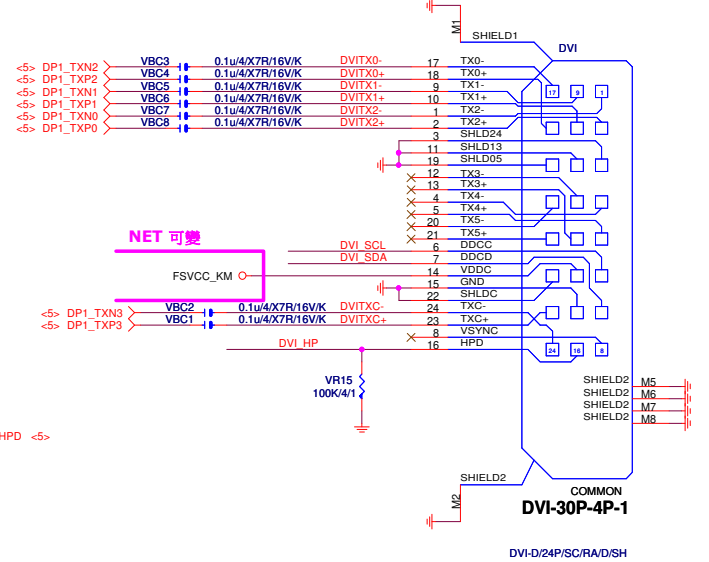 M1
SHIELD1
DVI
<5> DP1_TXN2 VBC3 0.1u/4/X7R/16V/K DVITX0- 17 TX0-
<5> DP1_TXP2 VBC4 0.1u/4/X7R/16V/K DVITX0+ 18 TX0+
<5> DP1_TXN1 VBC5 0.1u/4/X7R/16V/K DVITX1- 9 TX1-
<5> DP1_TXP1 VBC6 0.1u/4/X7R/16V/K DVITX1+ 10 TX1+
<5> DP1_TXN0 VBC7 0.1u/4/X7R/16V/K DVITX2- 1 TX2-
<5> DP1_TXP0 VBC8 0.1u/4/X7R/16V/K DVITX2+ 2 TX2+
17 9 1
3 SHLD24
11 SHLD13
19 SHLD05
12 TX3-
13 TX3+
4 TX4-
5 TX4+
20 TX5-
21 TX5+
NET 可變
DVI_SCL 6 DDCC
DVI_SDA 7 DDCD
FSVCC_KM 14 VDDC
15 GND
22 SHLDC
<5> DP1_TXN3 VBC2 0.1u/4/X7R/16V/K DVITXC- 24 TXC-
<5> DP1_TXP3 VBC1 0.1u/4/X7R/16V/K DVITXC+ 23 TXC+
8 VSYNC
DVI_HP 16 HPD
24 16 8
VR15
100K/4/1
SHIELD2 M5
SHIELD2 M6
SHIELD2 M7
SHIELD2 M8
HPD <5>
SHIELD2
M2
COMMON
DVI-30P-4P-1
DVI-D/24P/SC/RA/D/SH